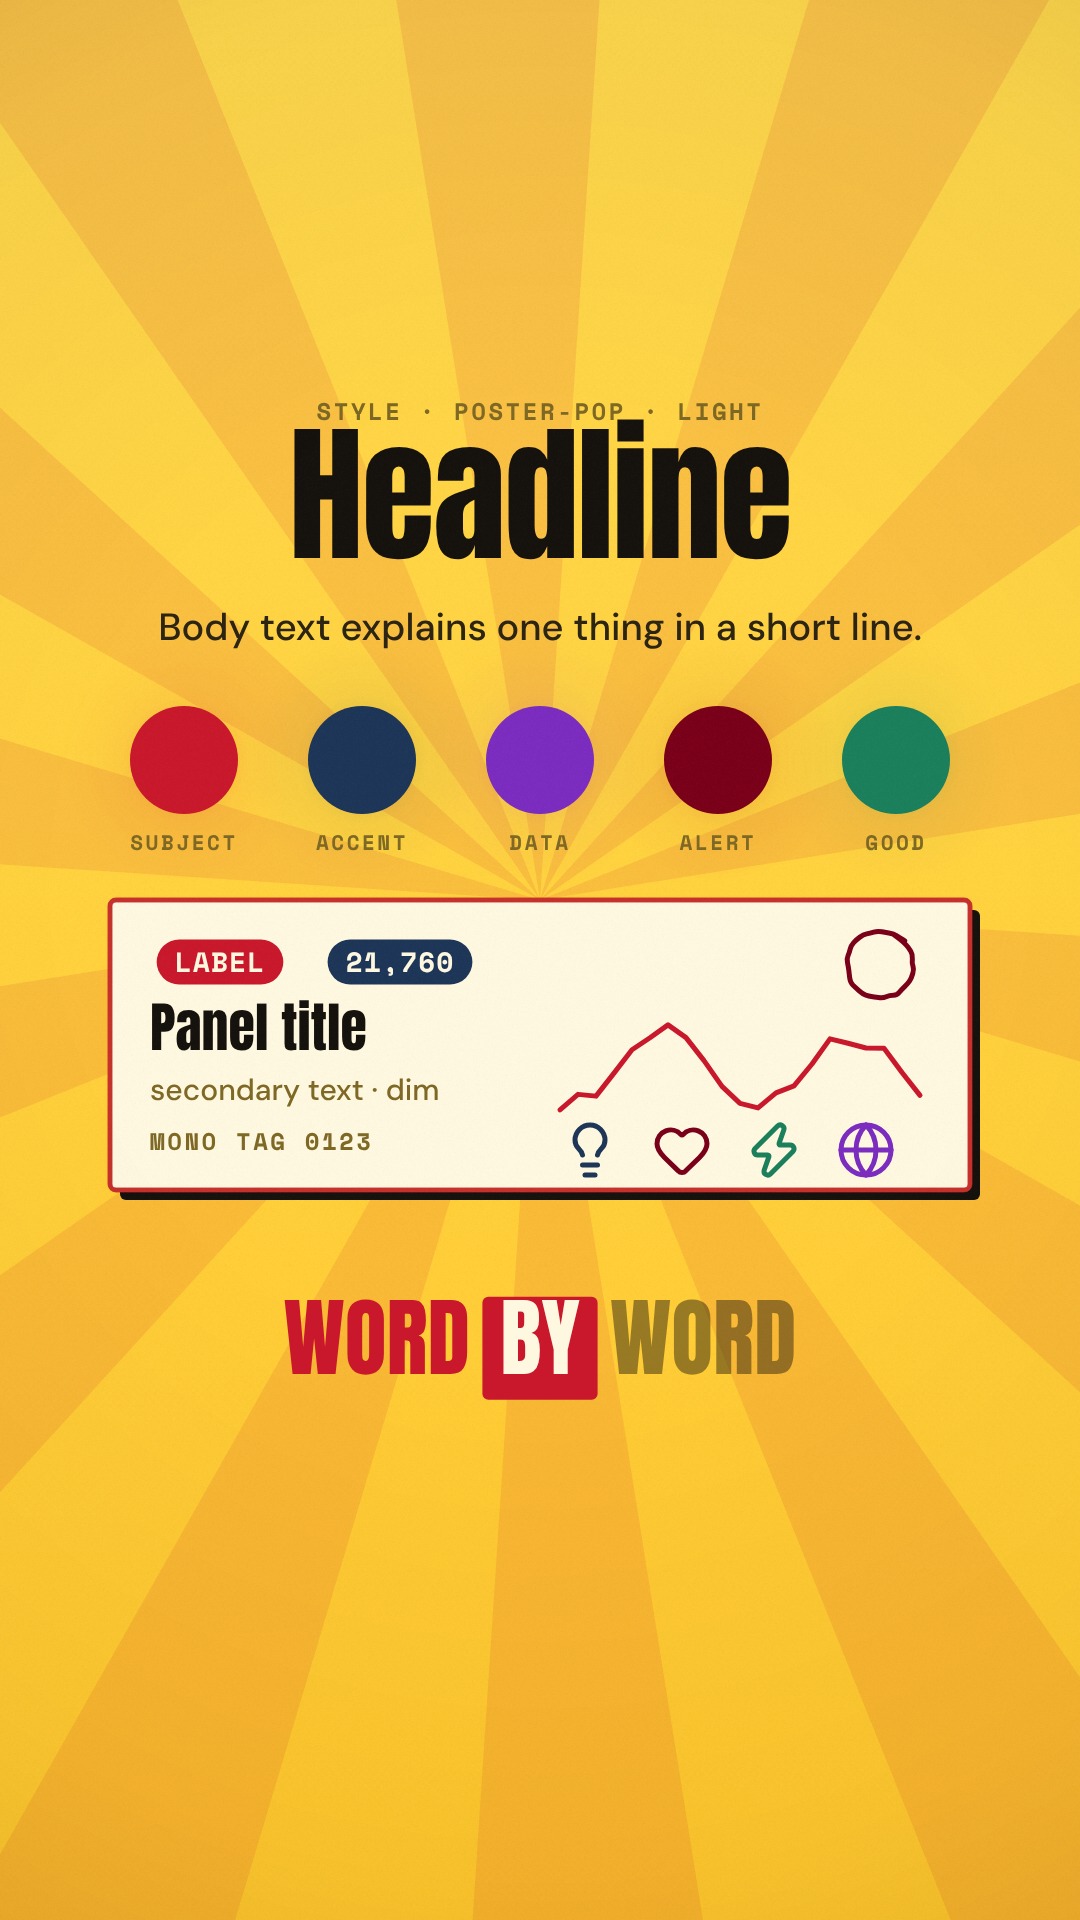 STYLE · POSTER-POP · LIGHT
Headline
Body text explains one thing in a short line.
SUBJECT ACCENT DATA ALERT GOOD
LABEL 21,760
Panel title
secondary text · dim
MONO TAG 0123
WORD BY WORD